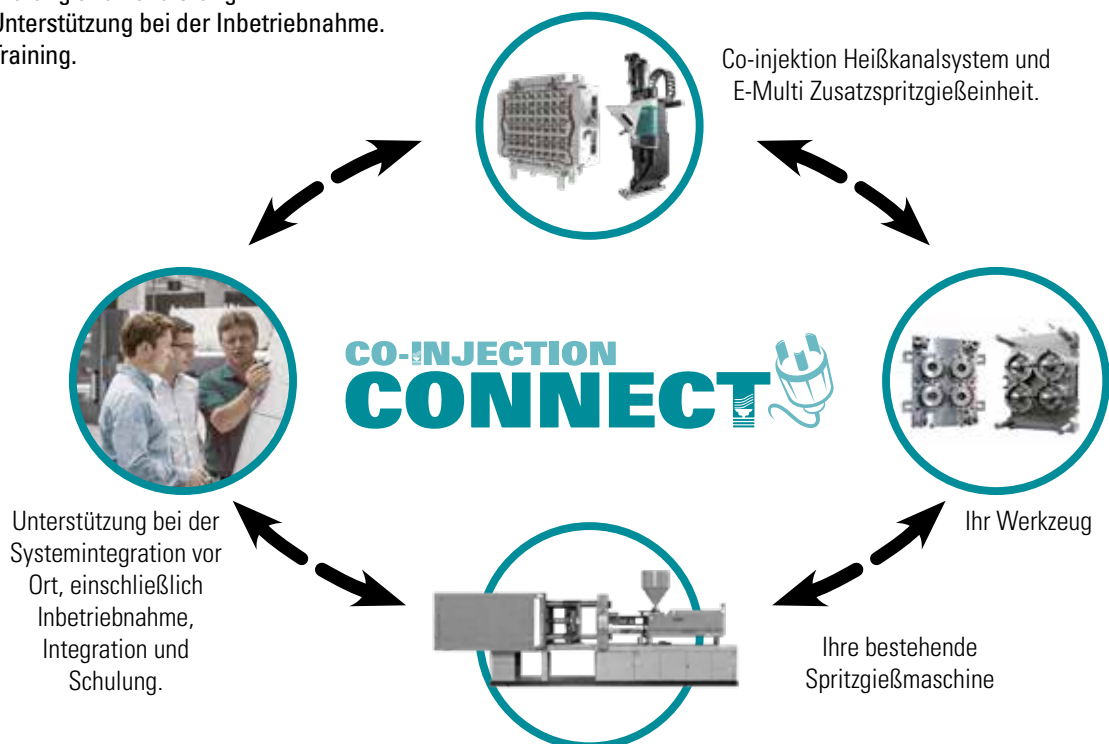 Unterstützung bei der Inbetriebnahme.
Training.
Co-injektion Heißkanalsystem und
E-Multi Zusatzspritzgießeinheit.
CO-INJECTION
CONNECT
Unterstützung bei der
Systemintegration vor
Ort, einschließlich
Inbetriebnahme,
Integration und
Schulung.
Ihr Werkzeug
Ihre bestehende
Spritzgießmaschine